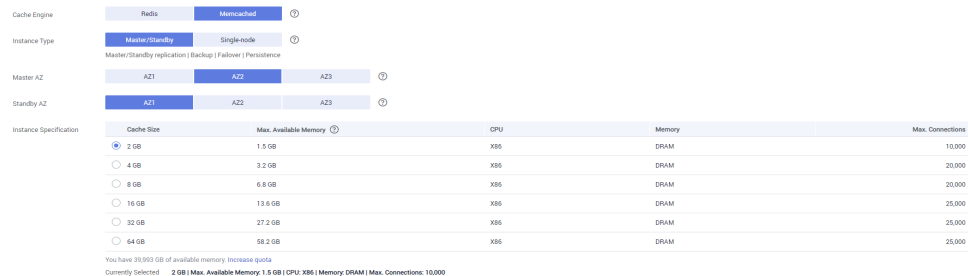 Cache Engine Redis Memcached ?
Instance Type Master/Standby Single-node ?
Master/Standby replication | Backup | Failover | Persistence
Master AZ AZ1 AZ2 AZ3 ?
Standby AZ AZ1 AZ2 AZ3 ?
Instance Specification Cache Size Max. Available Memory ? CPU Memory Max. Connections
2 GB 1.5 GB X86 DRAM 10,000
4 GB 3.2 GB X86 DRAM 20,000
8 GB 6.8 GB X86 DRAM 20,000
16 GB 13.6 GB X86 DRAM 25,000
32 GB 27.2 GB X86 DRAM 25,000
64 GB 58.2 GB X86 DRAM 25,000
You have 39,993 GB of available memory. Increase quota
Currently Selected 2 GB | Max. Available Memory: 1.5 GB | CPU: X86 | Memory: DRAM | Max. Connections: 10,000